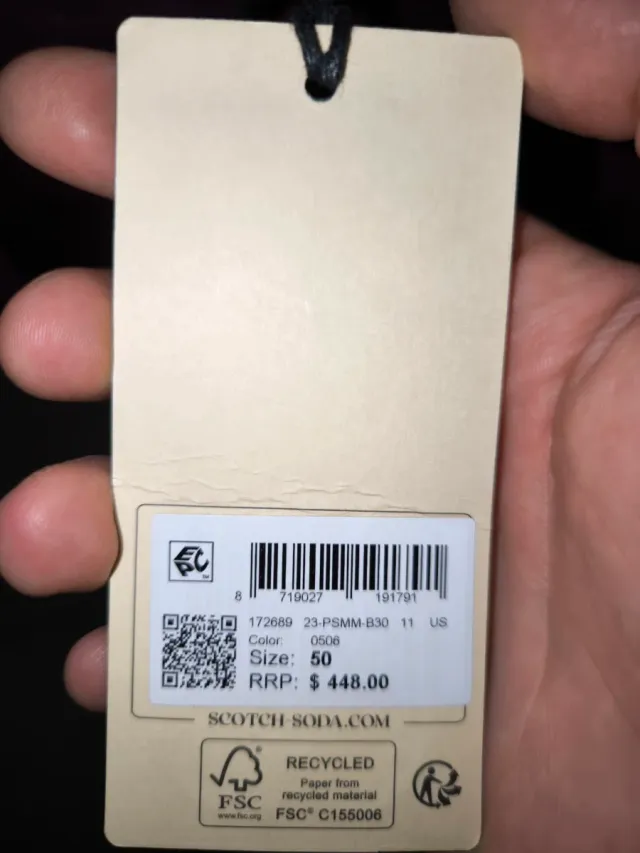 EPC
8 719027 191791
172689 23-PSMM-B30 11 US
Color: 0506
Size: 50
RRP: $ 448.00
SCOTCH-SODA.COM
FSC®
www.fsc.org
RECYCLED
Paper from
recycled material
FSC® C155006